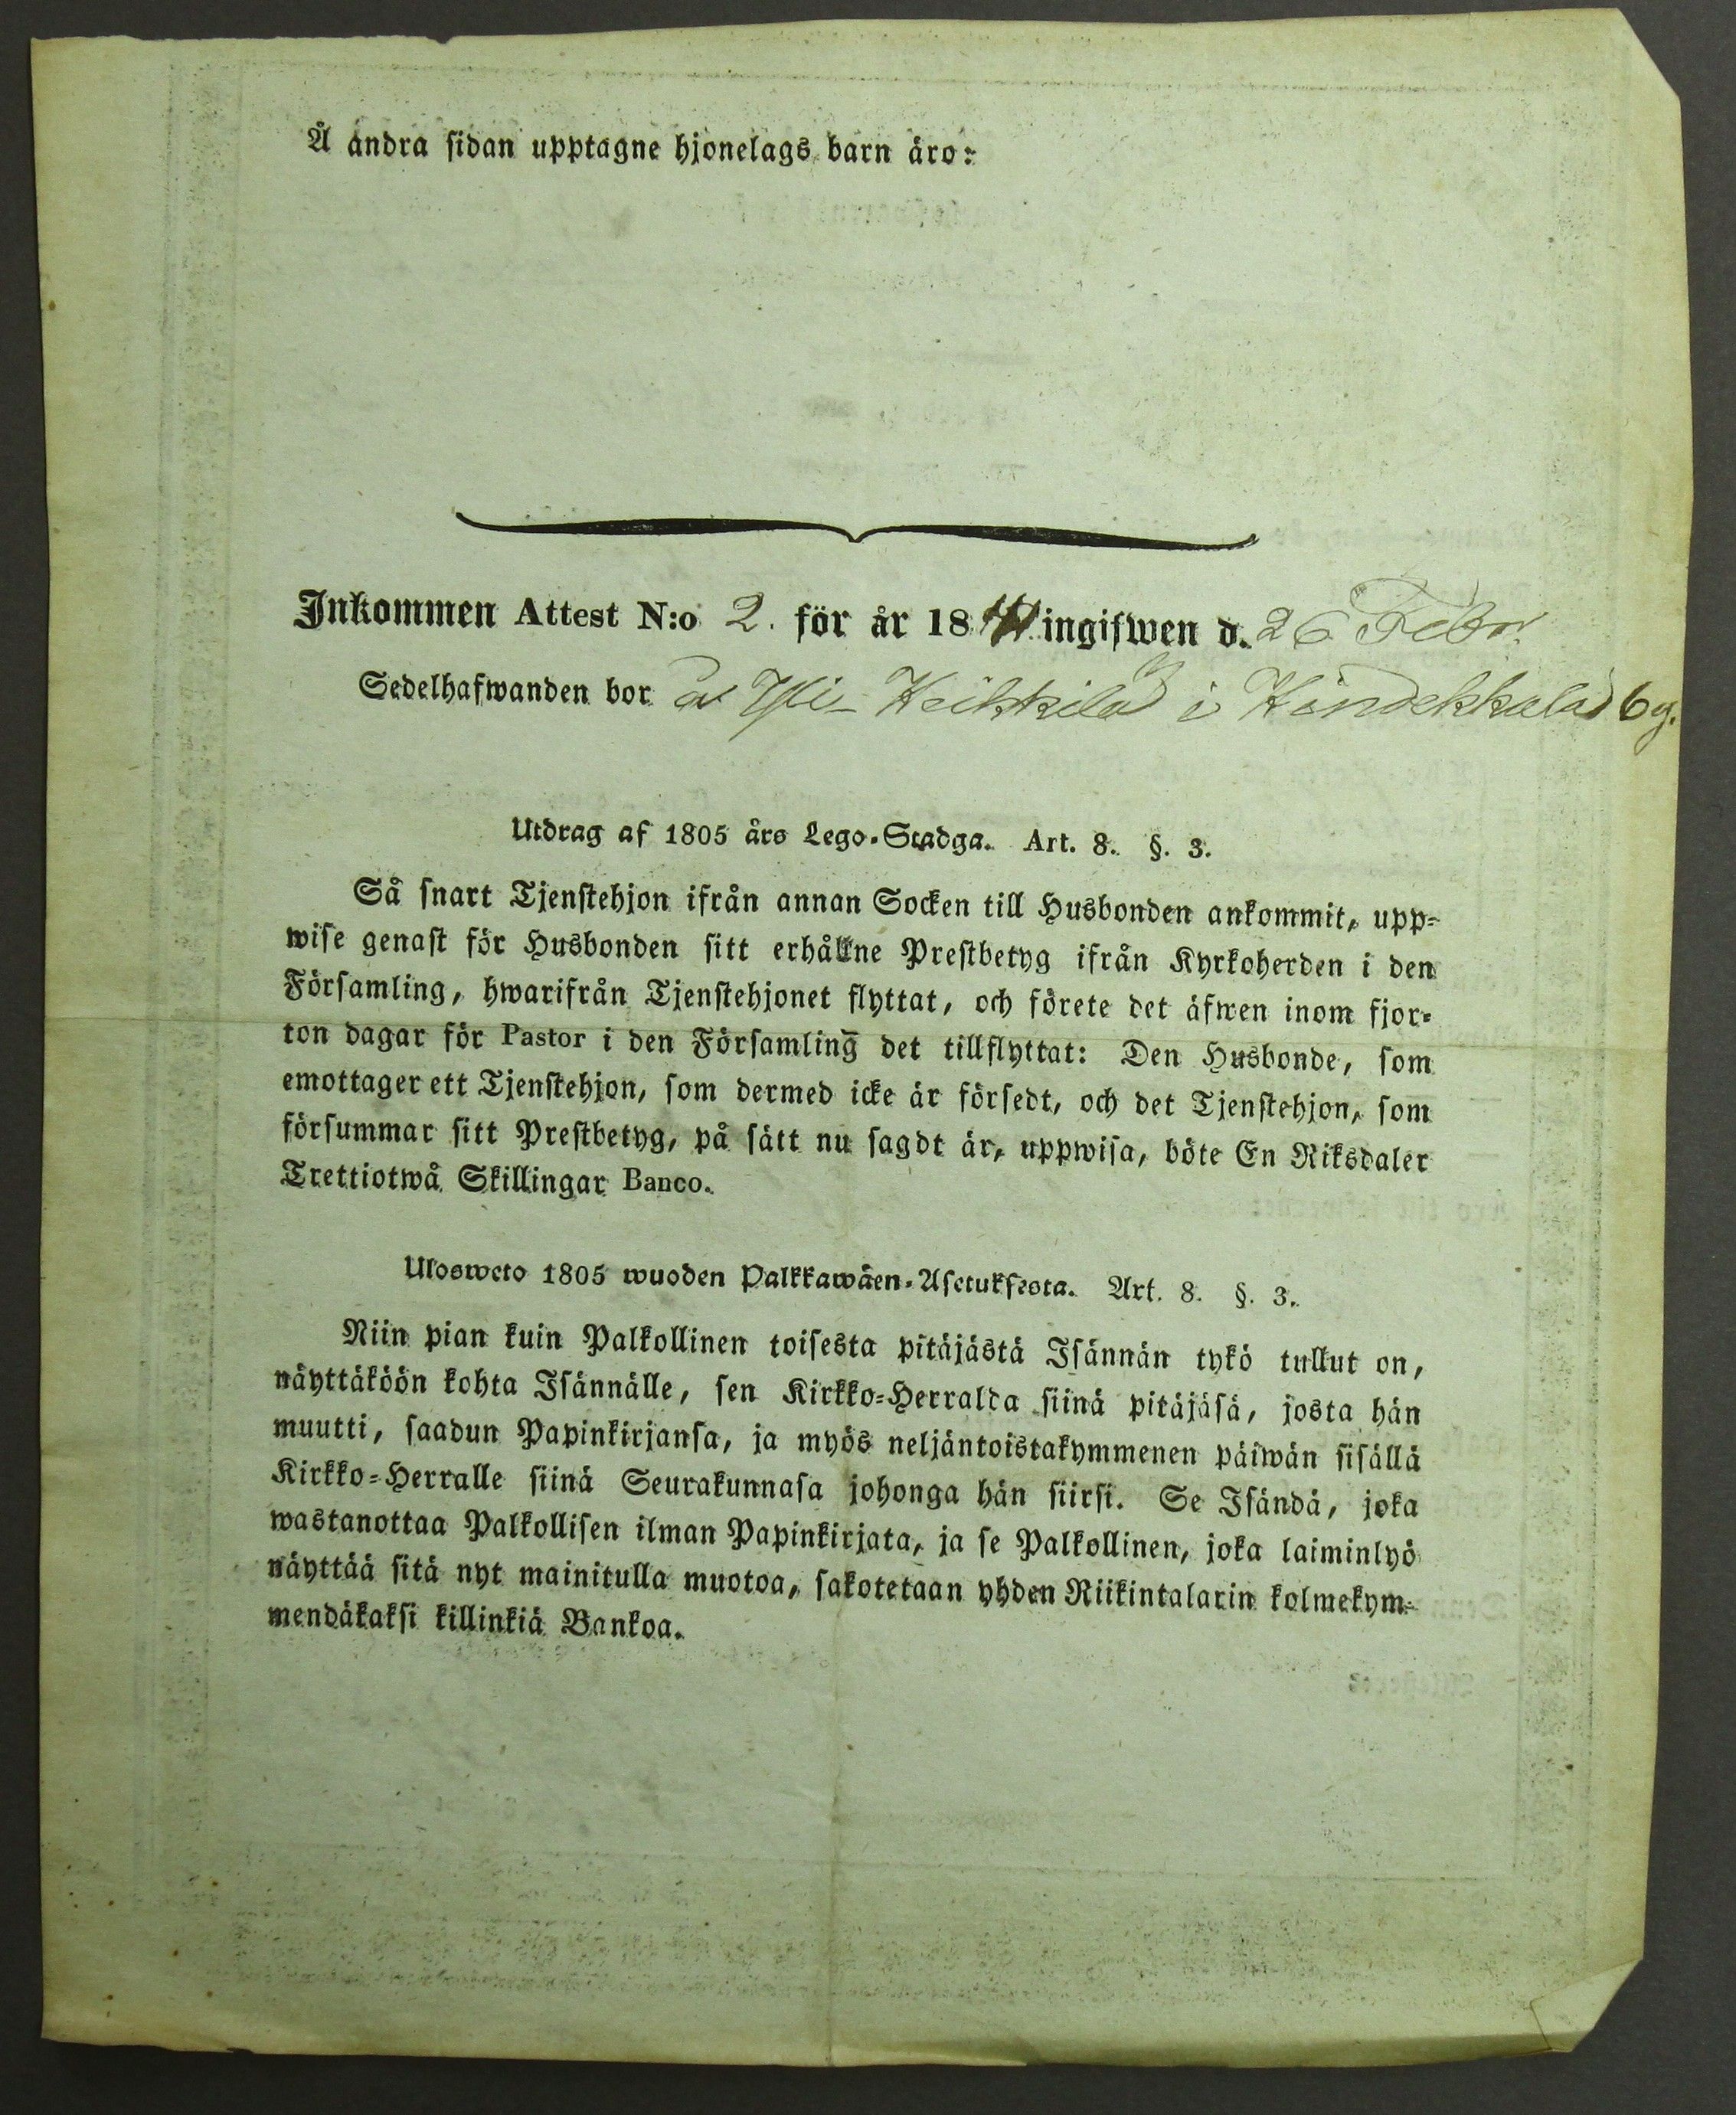 Å andra sidan upptagne hjonelags barn äro:
Inkommen Attest N:o 2. för år 1841 ingifwen d. 26 Febr.
Sedelhafwanden bor å Yli-Heikkilä i Händekkala by.
Utdrag af 1805 års Lego-Stadga. Art. 8. §. 3.
Så snart Tjenstehjon ifrån annan Socken till Husbonden ankommit, upp-
wise genast för Husbonden sitt erhållne Prestbetyg ifrån Kyrkoherden i den
Församling, hwarifrån Tjenstehjonet flyttat, och förete det äfwen inom fjor-
ton dagar för Pastor i den Församling det tillflyttat: Den Husbonde, som
emottager ett Tjenstehjon, som dermed icke är försedt, och det Tjenstehjon, som
försummar sitt Prestbetyg, på sätt nu sagdt är, uppwisa, böte En Riksdaler
Trettiotwå Skillingar Banco.
Ulosweto 1805 wuoden Palkkawäen-Asetuksesta. Art. 8. §. 3.
Niin pian kuin Palkollinen toisesta pitäjästä Isännän tykö tullut on,
näyttäköön kohta Isännälle, sen Kirkko-Herralda siinä pitäjäsä, josta hän
muutti, saadun Papinkirjansa, ja myös neljäntoistakymmenen päiwän sisällä
Kirkko-Herralle siinä Seurakunnasa johonga hän siirsi. Se Isändä, joka
wastanottaa Palkollisen ilman Papinkirjata, ja se Palkollinen, joka laiminlyö
näyttää sitä nyt mainitulla muotoa, sakotetaan yhden Riikintalarin kolmekym-
mendäkaksi killinkiä Bankoa.